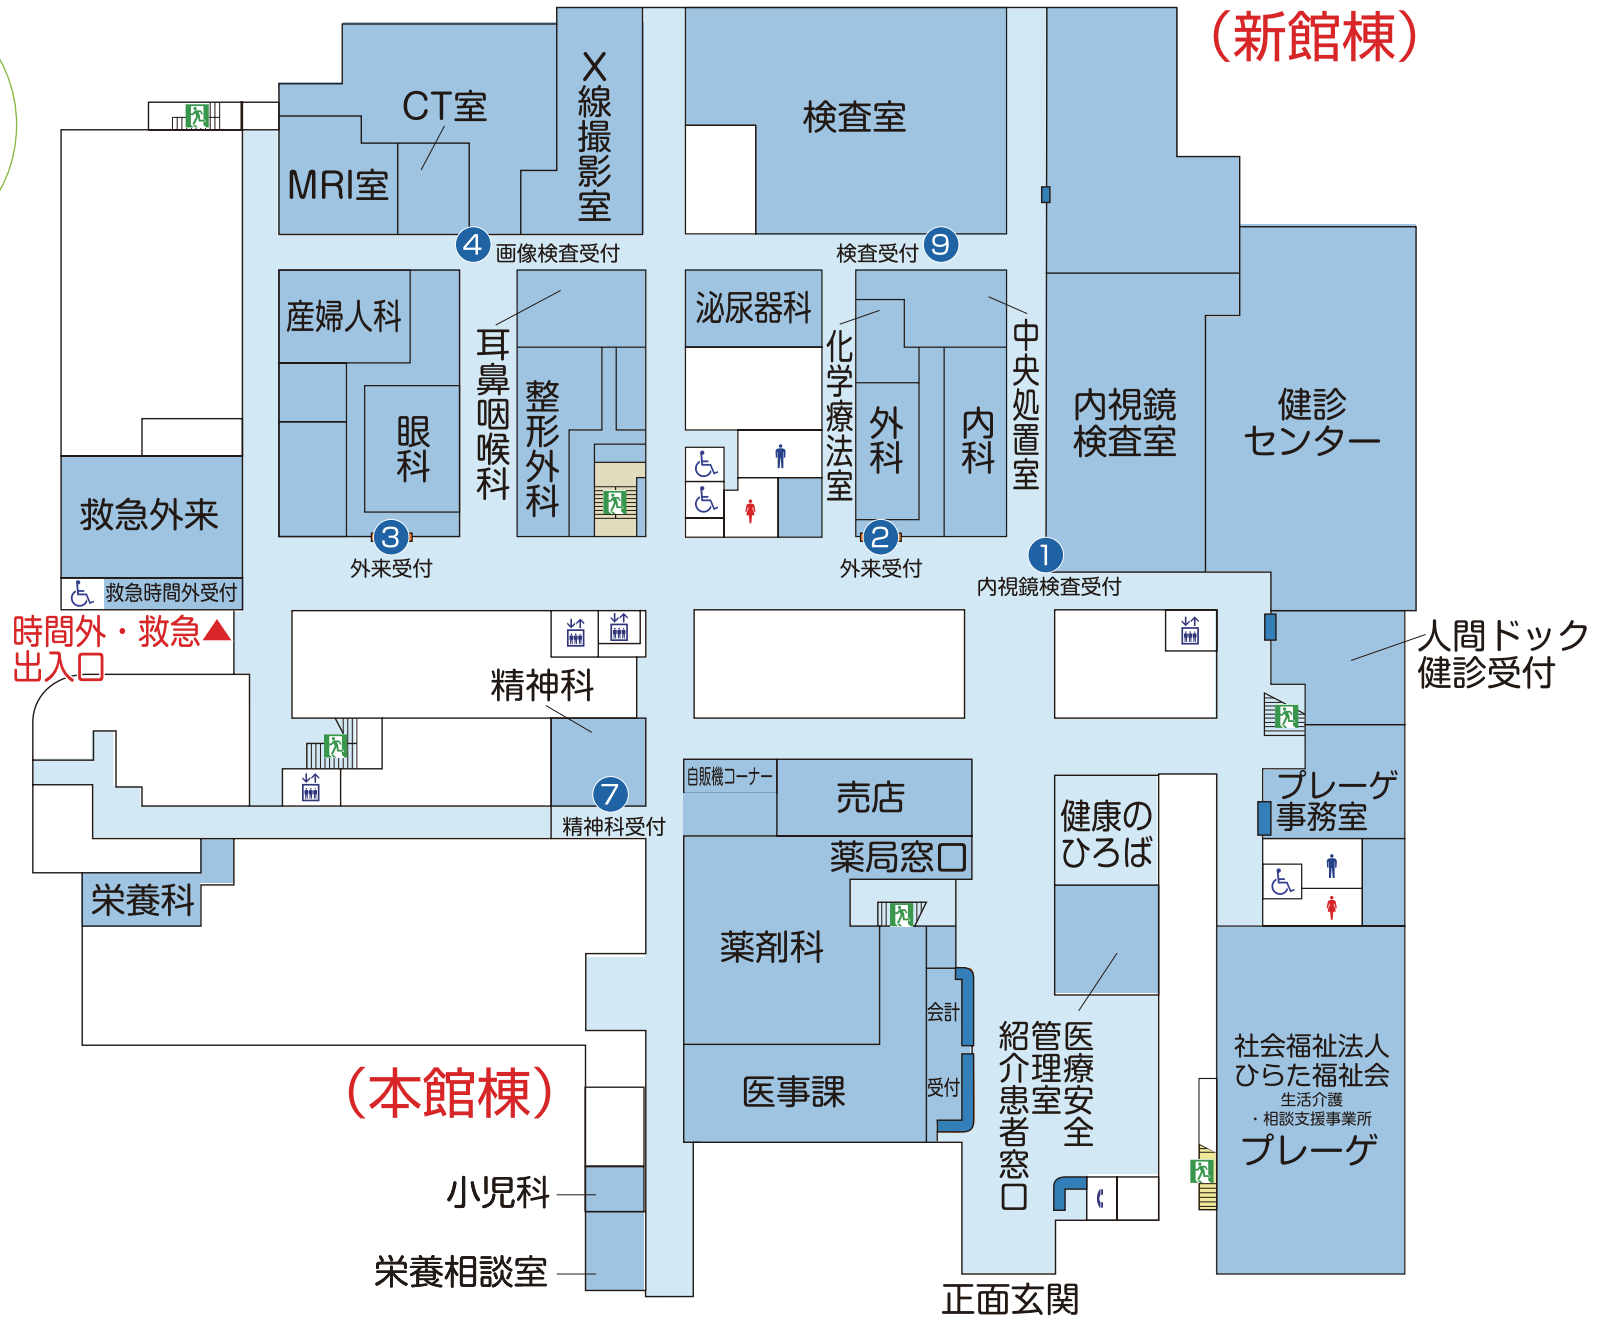 （新館棟）
X線撮影室
CT室
MRI室
検査室
4
画像検査受付
検査受付
9
産婦人科
耳鼻咽喉科
整形外科
眼科
泌尿器科
化学療法室
外科
内科
中央処置室
内視鏡
検査室
健診
センター
救急外来
救急時間外受付
3
外来受付
2
外来受付
1
内視鏡検査受付
時間外・救急▲
出入口
精神科
7
精神科受付
人間ドック
健診受付
自販機コーナー
売店
薬局窓口
健康の
ひろば
プレーゲ
事務室
栄養科
薬剤科
会計
受付
医事課
医療安全
管理室
紹介患者窓口
社会福祉法人
ひらた福祉会
生活介護
・相談支援事業所
プレーゲ
（本館棟）
小児科
栄養相談室
正面玄関